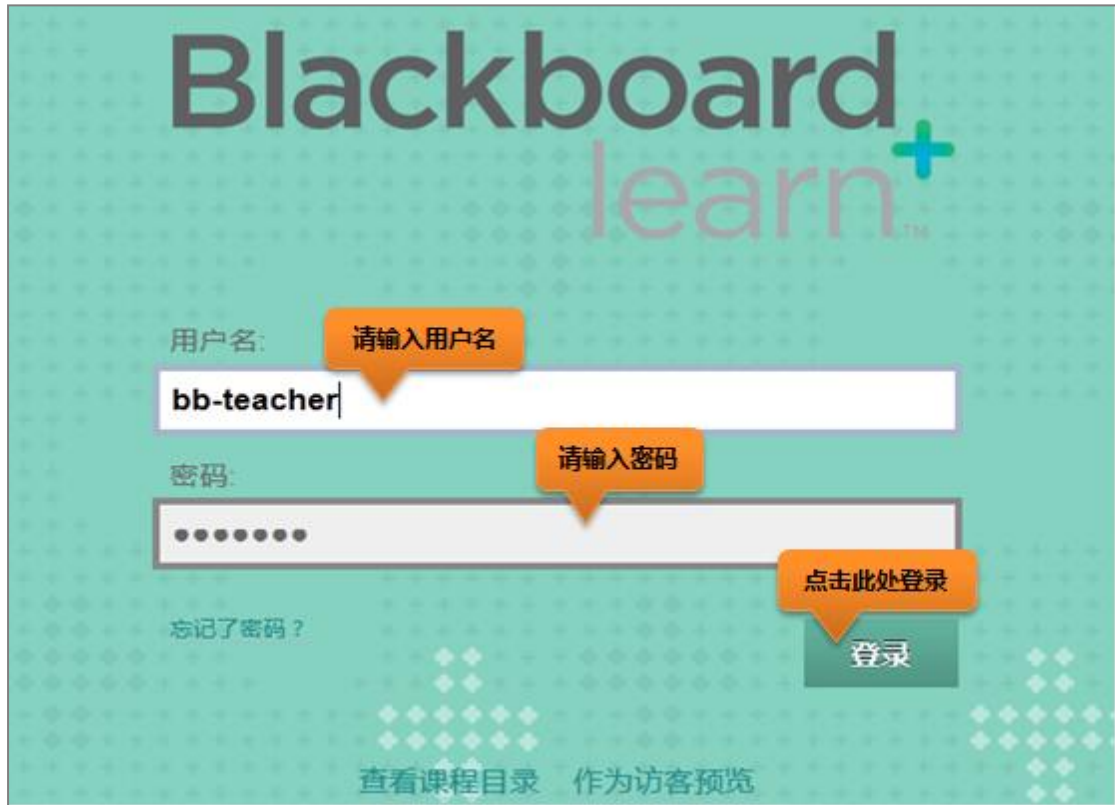 Blackboard
learn+™
用户名:
请输入用户名
bb-teacher
请输入密码
密码:
•••••••
点击此处登录
忘记了密码？
登录
查看课程目录 作为访客预览